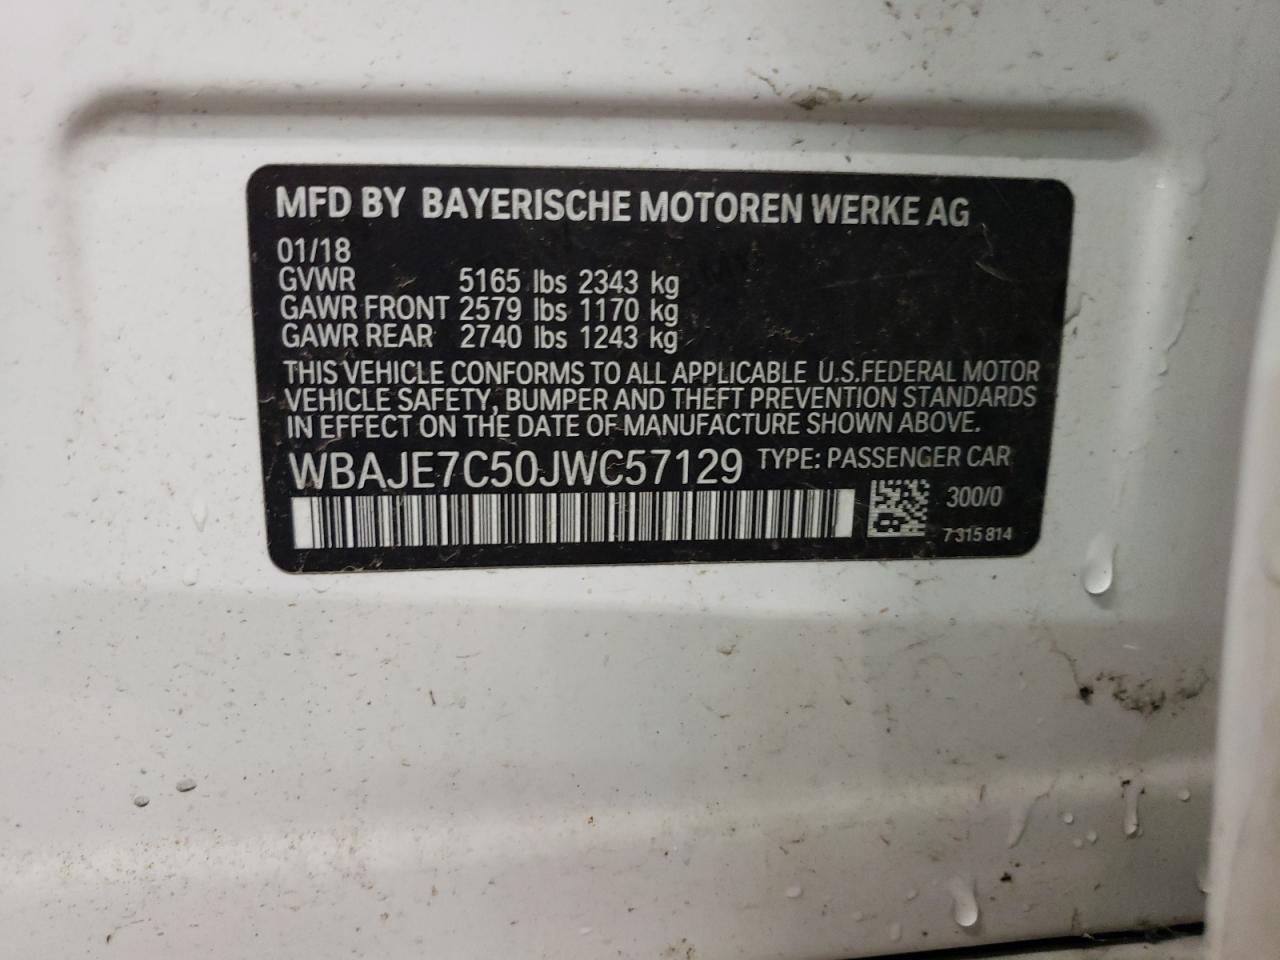 MFD BY BAYERISCHE MOTOREN WERKE AG
01/18
GVWR 5165 lbs 2343 kg
GAWR FRONT 2579 lbs 1170 kg
GAWR REAR 2740 lbs 1243 kg
THIS VEHICLE CONFORMS TO ALL APPLICABLE U.S.FEDERAL MOTOR
VEHICLE SAFETY, BUMPER AND THEFT PREVENTION STANDARDS
IN EFFECT ON THE DATE OF MANUFACTURE SHOWN ABOVE.
WBAJE7C50JWC57129 TYPE: PASSENGER CAR
300/0
7 315 814